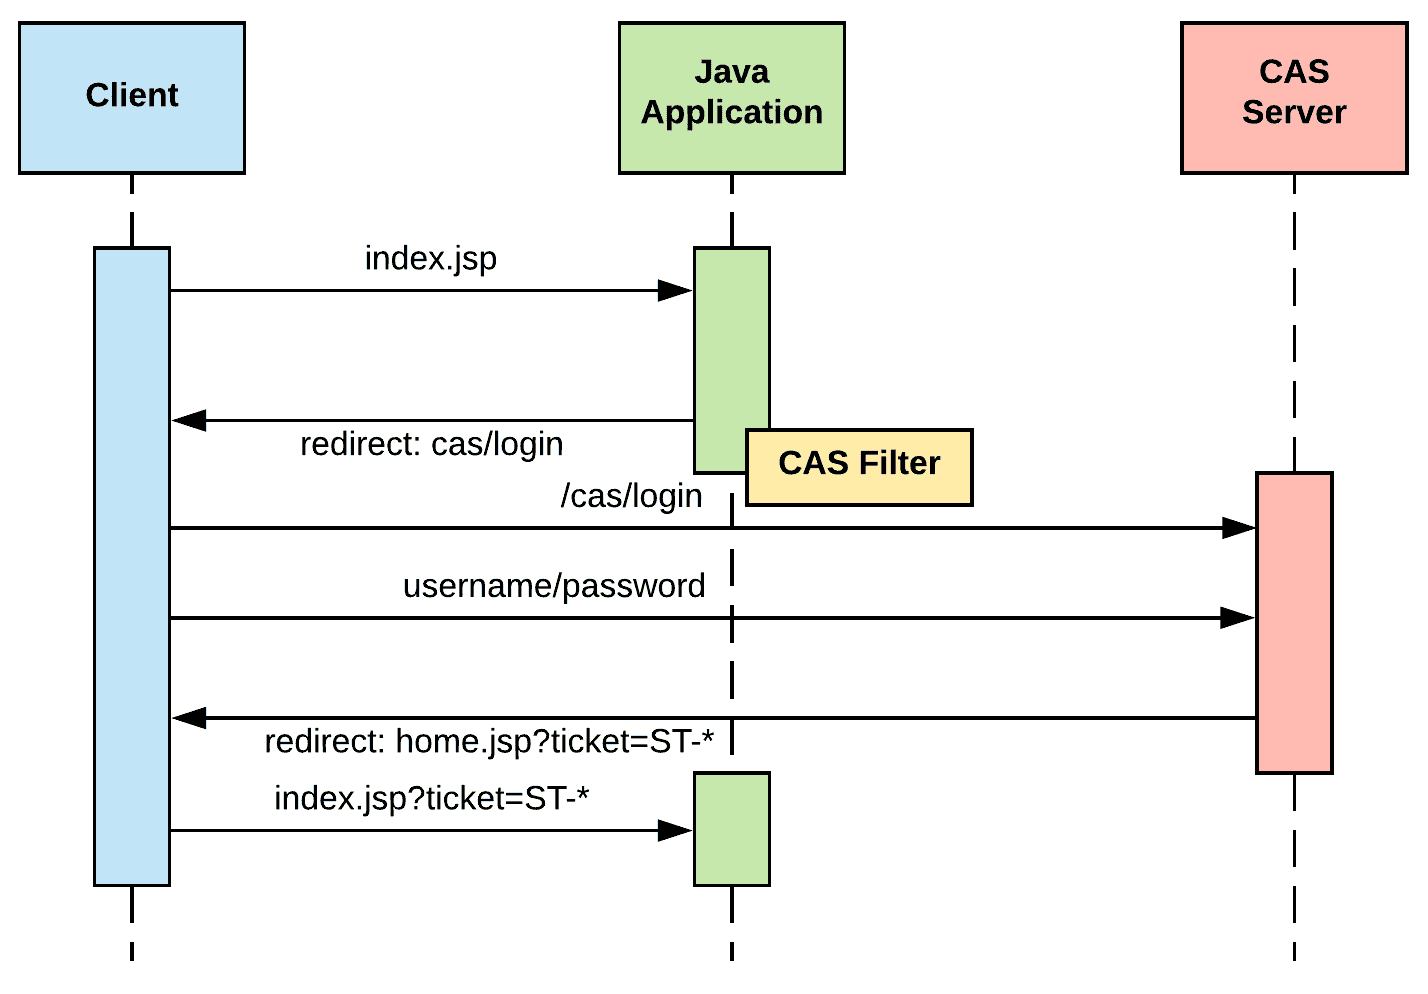 Client
Java
Application
CAS
Server
index.jsp
redirect: cas/login
CAS Filter
/cas/login
username/password
redirect: home.jsp?ticket=ST-*
index.jsp?ticket=ST-*